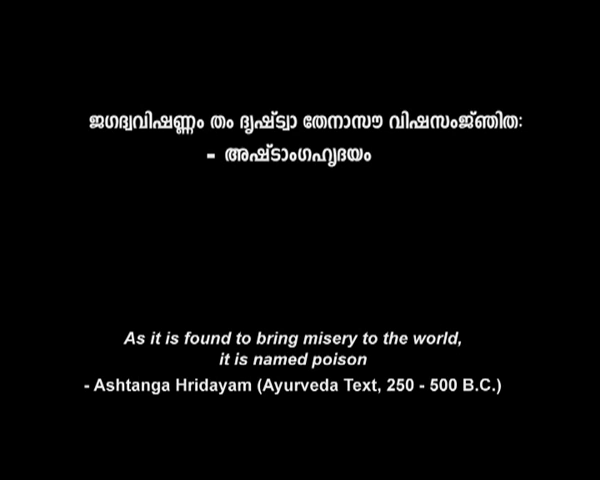 ജഗദ്വവിഷണ്ണം തം ദൃഷ്ട്വാ തേനാസൗ വിഷസംജ്ഞിതഃ
- അഷ്ടാംഗഹൃദയം
As it is found to bring misery to the world,
it is named poison
- Ashtanga Hridayam (Ayurveda Text, 250 - 500 B.C.)